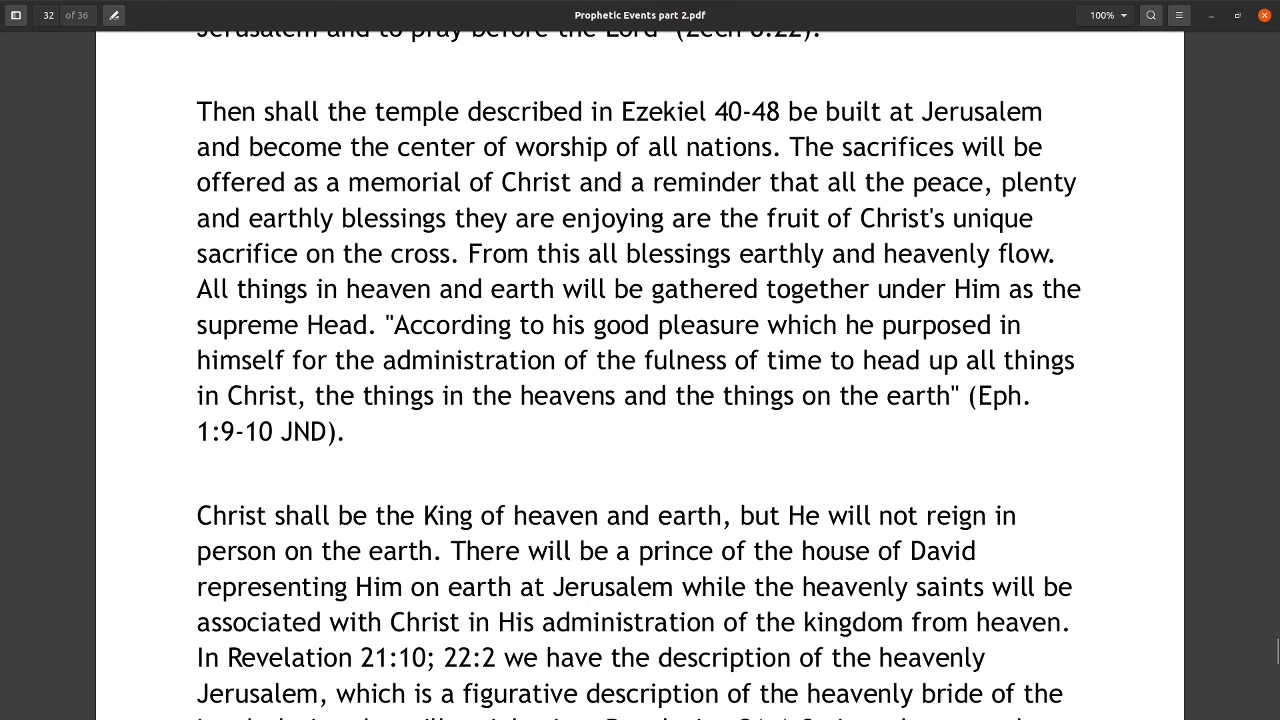 32 of 36
Prophetic Events part 2.pdf
100%
Jerusalem and to pray before the Lord" (Zech 8:22).
Then shall the temple described in Ezekiel 40-48 be built at Jerusalem
and become the center of worship of all nations. The sacrifices will be
offered as a memorial of Christ and a reminder that all the peace, plenty
and earthly blessings they are enjoying are the fruit of Christ's unique
sacrifice on the cross. From this all blessings earthly and heavenly flow.
All things in heaven and earth will be gathered together under Him as the
supreme Head. "According to his good pleasure which he purposed in
himself for the administration of the fulness of time to head up all things
in Christ, the things in the heavens and the things on the earth" (Eph.
1:9-10 JND).
Christ shall be the King of heaven and earth, but He will not reign in
person on the earth. There will be a prince of the house of David
representing Him on earth at Jerusalem while the heavenly saints will be
associated with Christ in His administration of the kingdom from heaven.
In Revelation 21:10; 22:2 we have the description of the heavenly
Jerusalem, which is a figurative description of the heavenly bride of the